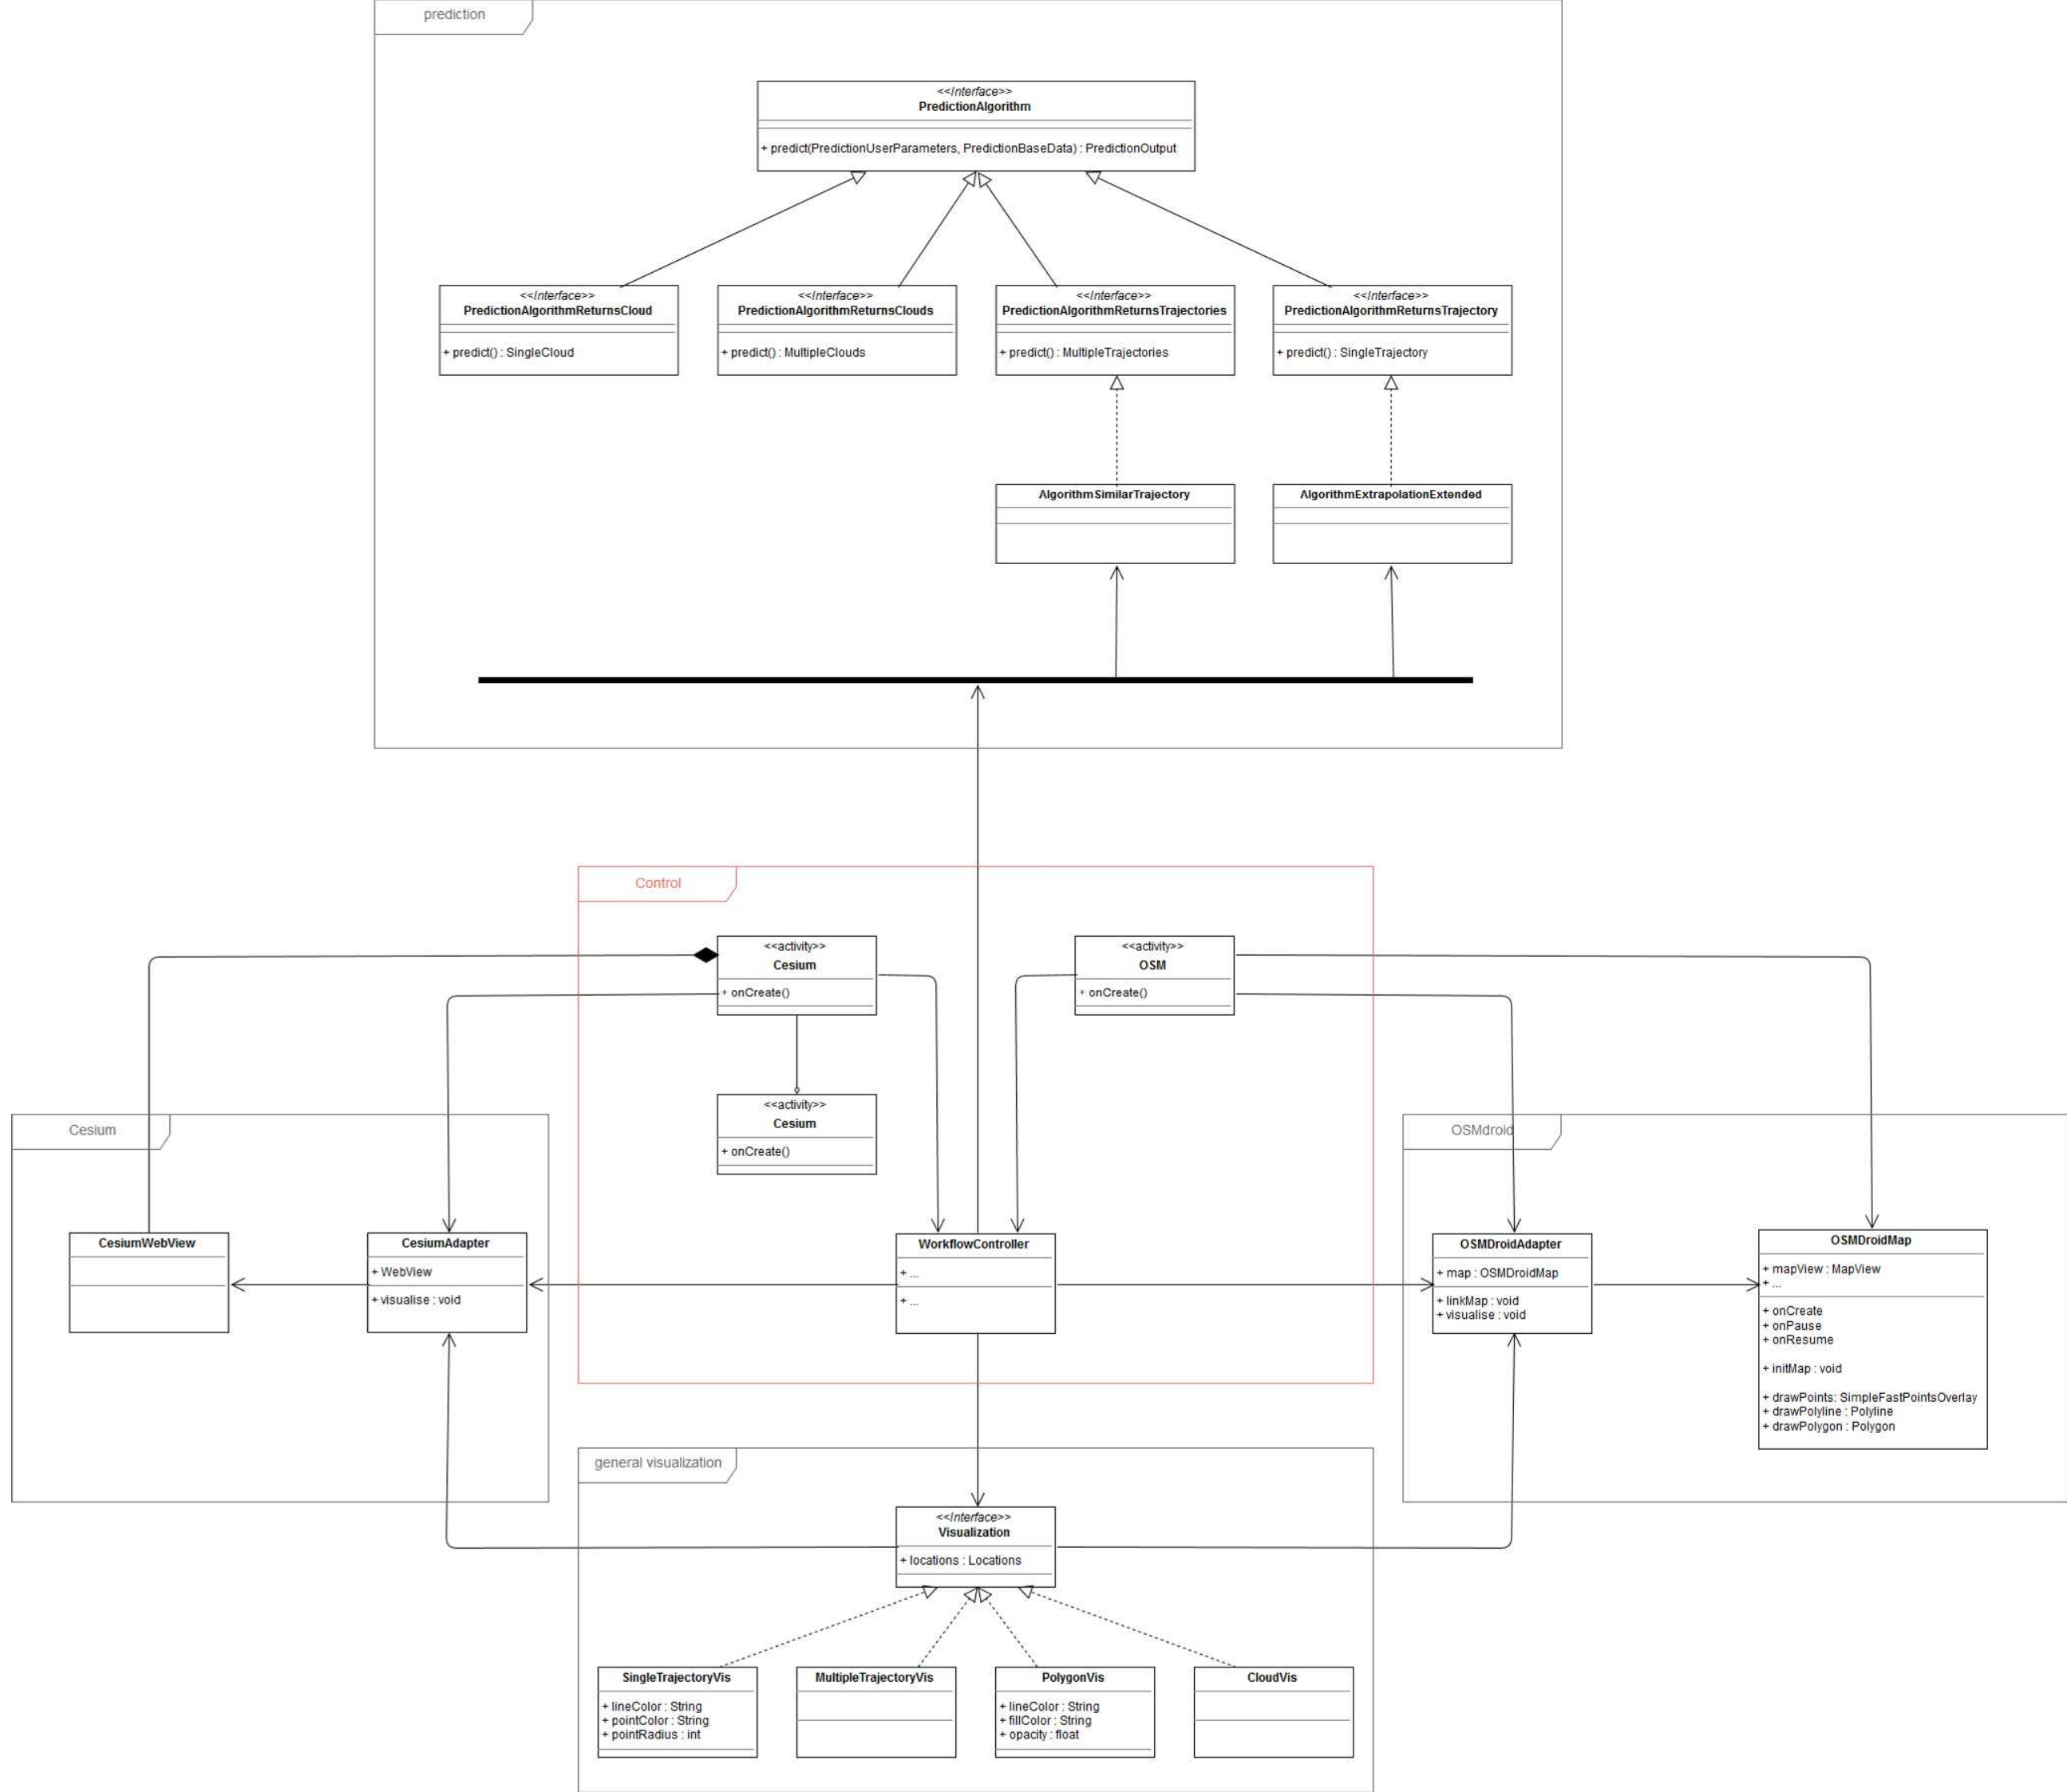 prediction
<<Interface>>
PredictionAlgorithm
+ predict(PredictionUserParameters, PredictionBaseData) : PredictionOutput
<<Interface>>
PredictionAlgorithmReturnsCloud
+ predict() : SingleCloud
<<Interface>>
PredictionAlgorithmReturnsClouds
+ predict() : MultipleClouds
<<Interface>>
PredictionAlgorithmReturnsTrajectories
+ predict() : MultipleTrajectories
<<Interface>>
PredictionAlgorithmReturnsTrajectory
+ predict() : SingleTrajectory
AlgorithmSimilarTrajectory
AlgorithmExtrapolationExtended
Control
<<activity>>
Cesium
+ onCreate()
<<activity>>
OSM
+ onCreate()
<<activity>>
Cesium
+ onCreate()
Cesium
CesiumWebView
CesiumAdapter
+ WebView
+ visualise : void
WorkflowController
+ ...
+ ...
OSMdroid
OSMDroidAdapter
+ map : OSMDroidMap
+ linkMap : void
+ visualise : void
OSMDroidMap
+ mapView : MapView
+ ...
+ onCreate
+ onPause
+ onResume
+ initMap : void
+ drawPoints: SimpleFastPointsOverlay
+ drawPolyline : Polyline
+ drawPolygon : Polygon
general visualization
<<Interface>>
Visualization
+ locations : Locations
SingleTrajectoryVis
+ lineColor : String
+ pointColor : String
+ pointRadius : int
MultipleTrajectoryVis
PolygonVis
+ lineColor : String
+ fillColor : String
+ opacity : float
CloudVis